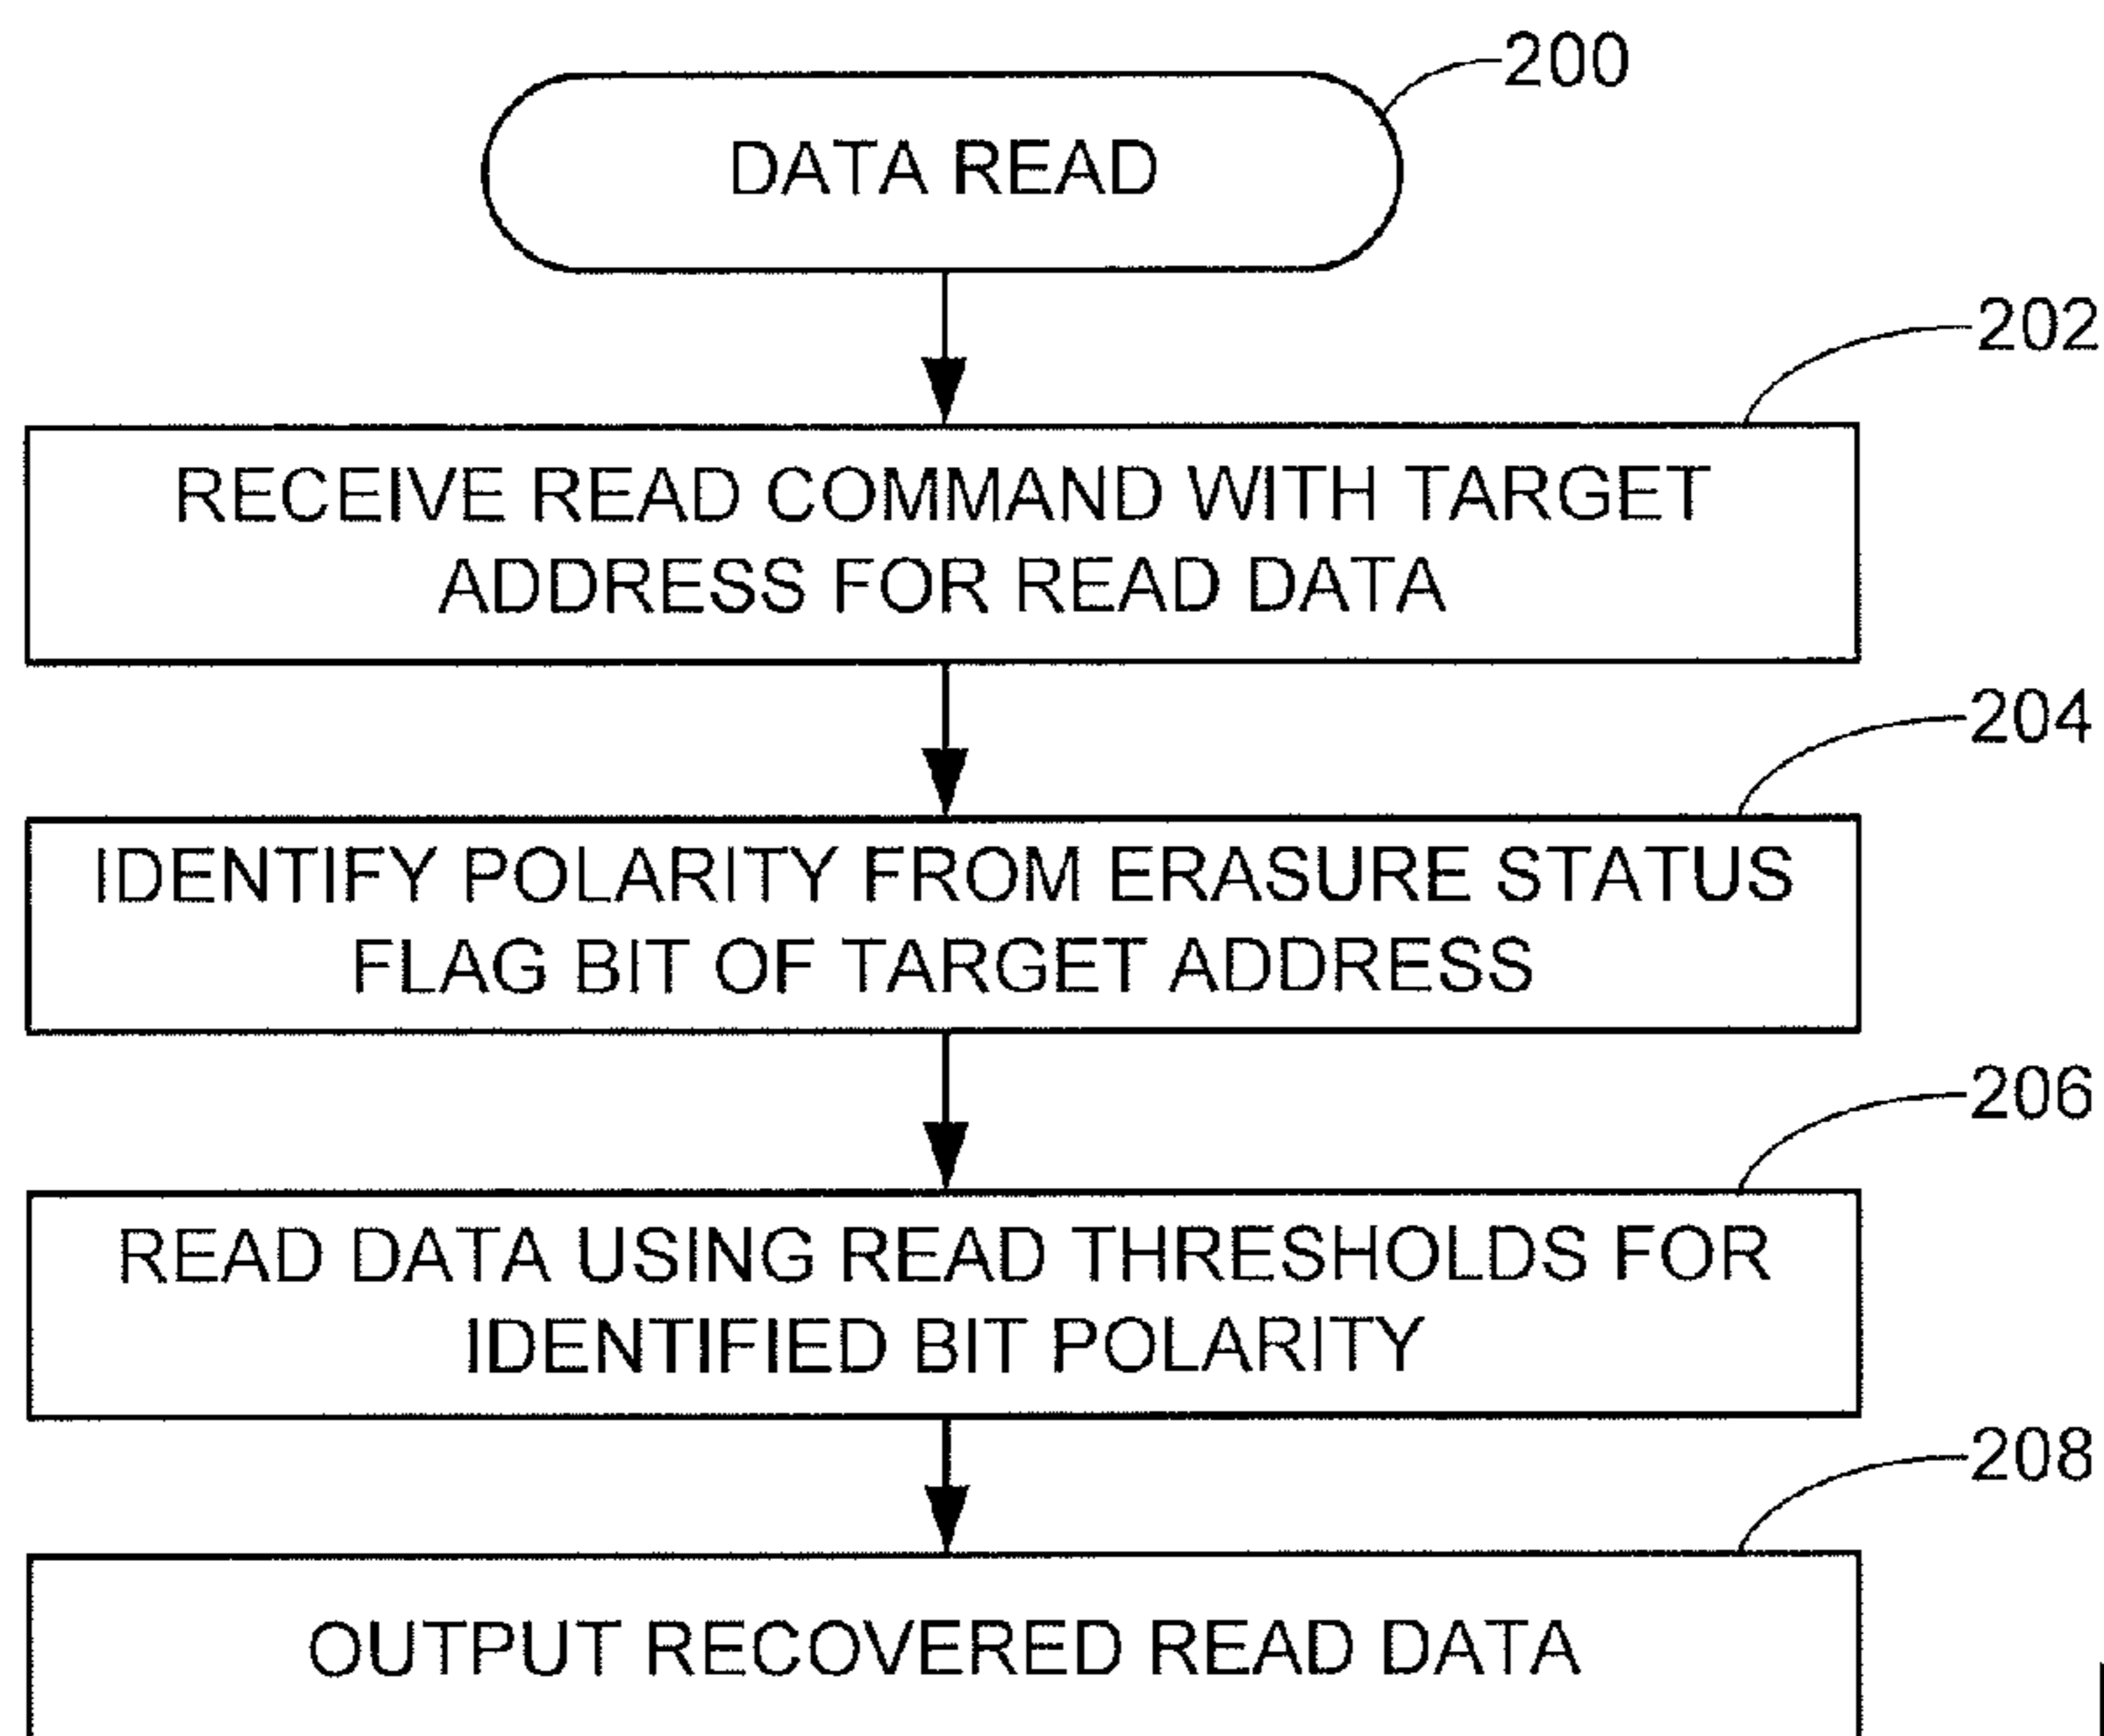 200
DATA READ
202
RECEIVE READ COMMAND WITH TARGET
ADDRESS FOR READ DATA
204
IDENTIFY POLARITY FROM ERASURE STATUS
FLAG BIT OF TARGET ADDRESS
206
READ DATA USING READ THRESHOLDS FOR
IDENTIFIED BIT POLARITY
208
OUTPUT RECOVERED READ DATA